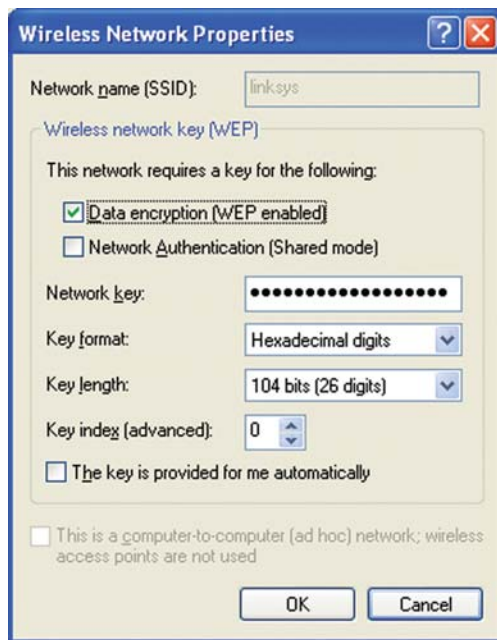 Wireless Network Properties
Network name (SSID): linksys
Wireless network key (WEP)
This network requires a key for the following:
Data encryption (WEP enabled)
Network Authentication (Shared mode)
Network key: ••••••••••••••••••
Key format: Hexadecimal digits
Key length: 104 bits (26 digits)
Key index (advanced): 0
The key is provided for me automatically
This is a computer-to-computer (ad hoc) network; wireless
access points are not used
OK Cancel